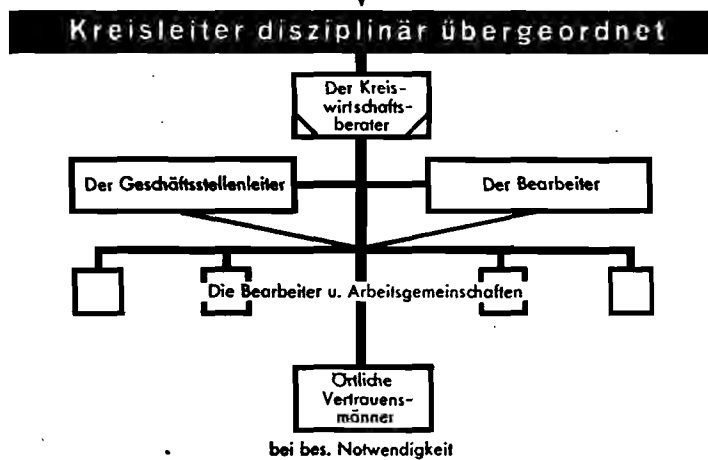 Kreisleiter disziplinär übergeordnet
Der Kreis-
wirtschafts-
berater
Der Geschäftsstellenleiter
Der Bearbeiter
Die Bearbeiter u. Arbeitsgemeinschaften
Örtliche
Vertrauens-
männer
bei bes. Notwendigkeit